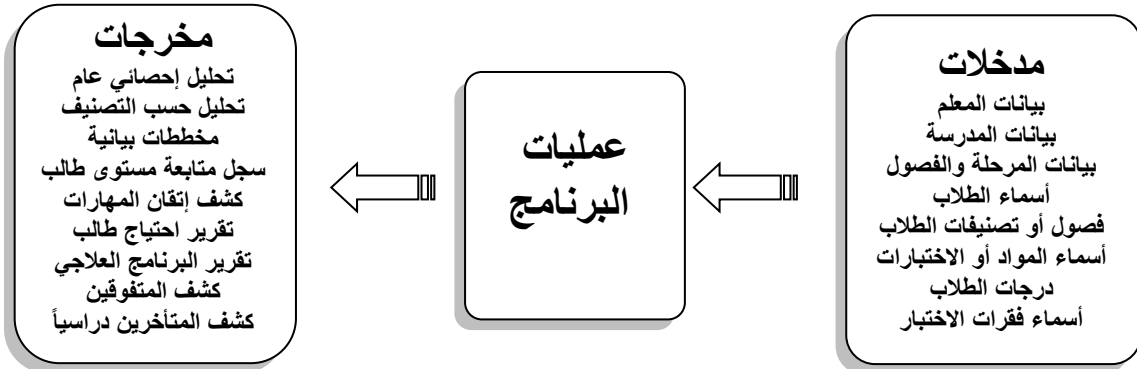 مدخلات
بيانات المعلم
بيانات المدرسة
بيانات المرحلة والفصول
أسماء الطلاب
فصول أو تصنيفات الطلاب
أسماء المواد أو الاختبارات
درجات الطلاب
أسماء فقرات الاختبار
عمليات
البرنامج
مخرجات
تحليل إحصائي عام
تحليل حسب التصنيف
مخططات بيانية
سجل متابعة مستوى طالب
كشف إتقان المهارات
تقرير احتياج طالب
تقرير البرنامج العلاجي
كشف المتفوقين
كشف المتأخرين دراسياً